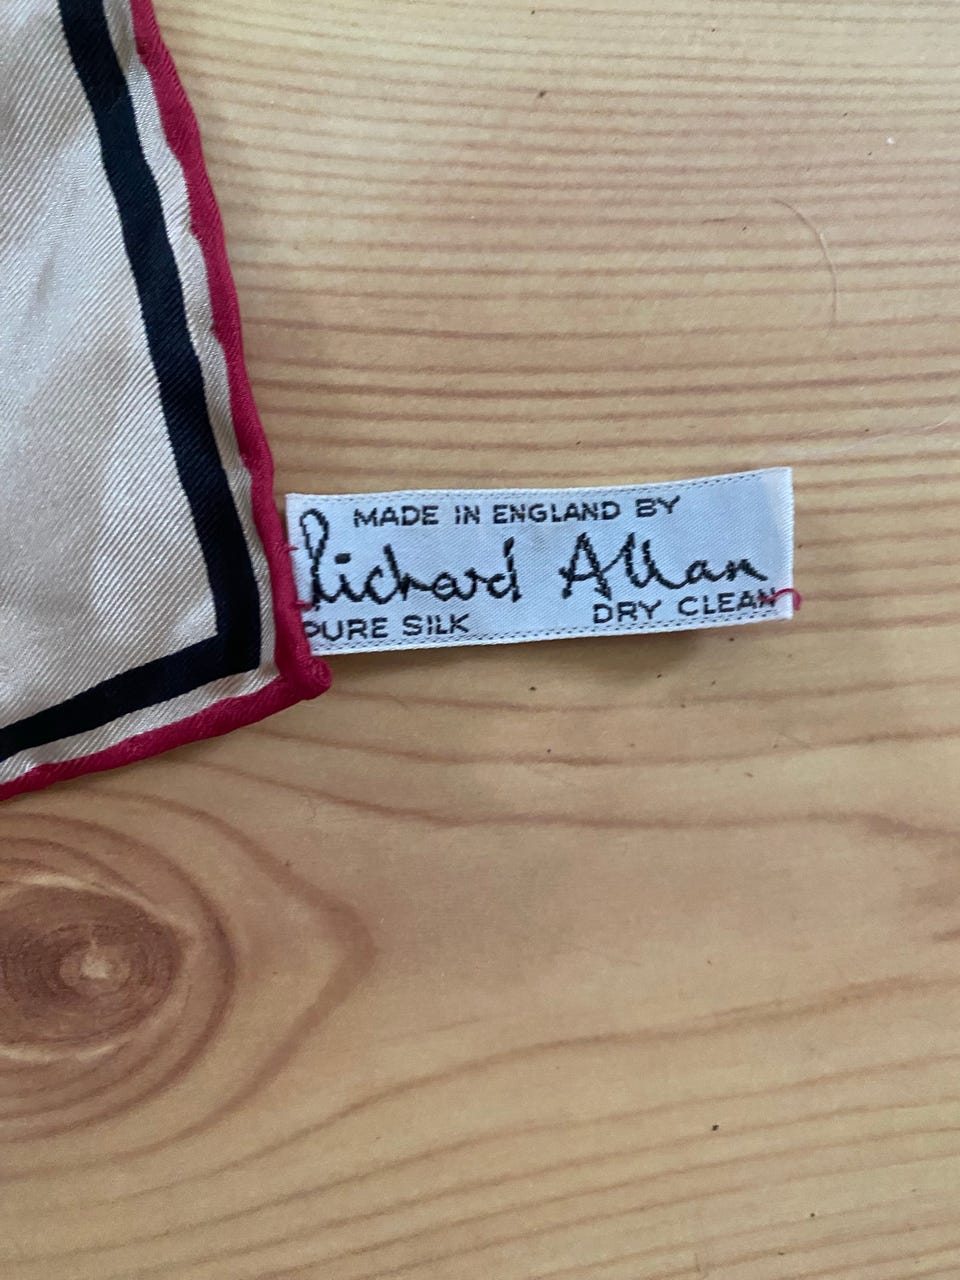 MADE IN ENGLAND BY
Richard Allan
PURE SILK DRY CLEAN